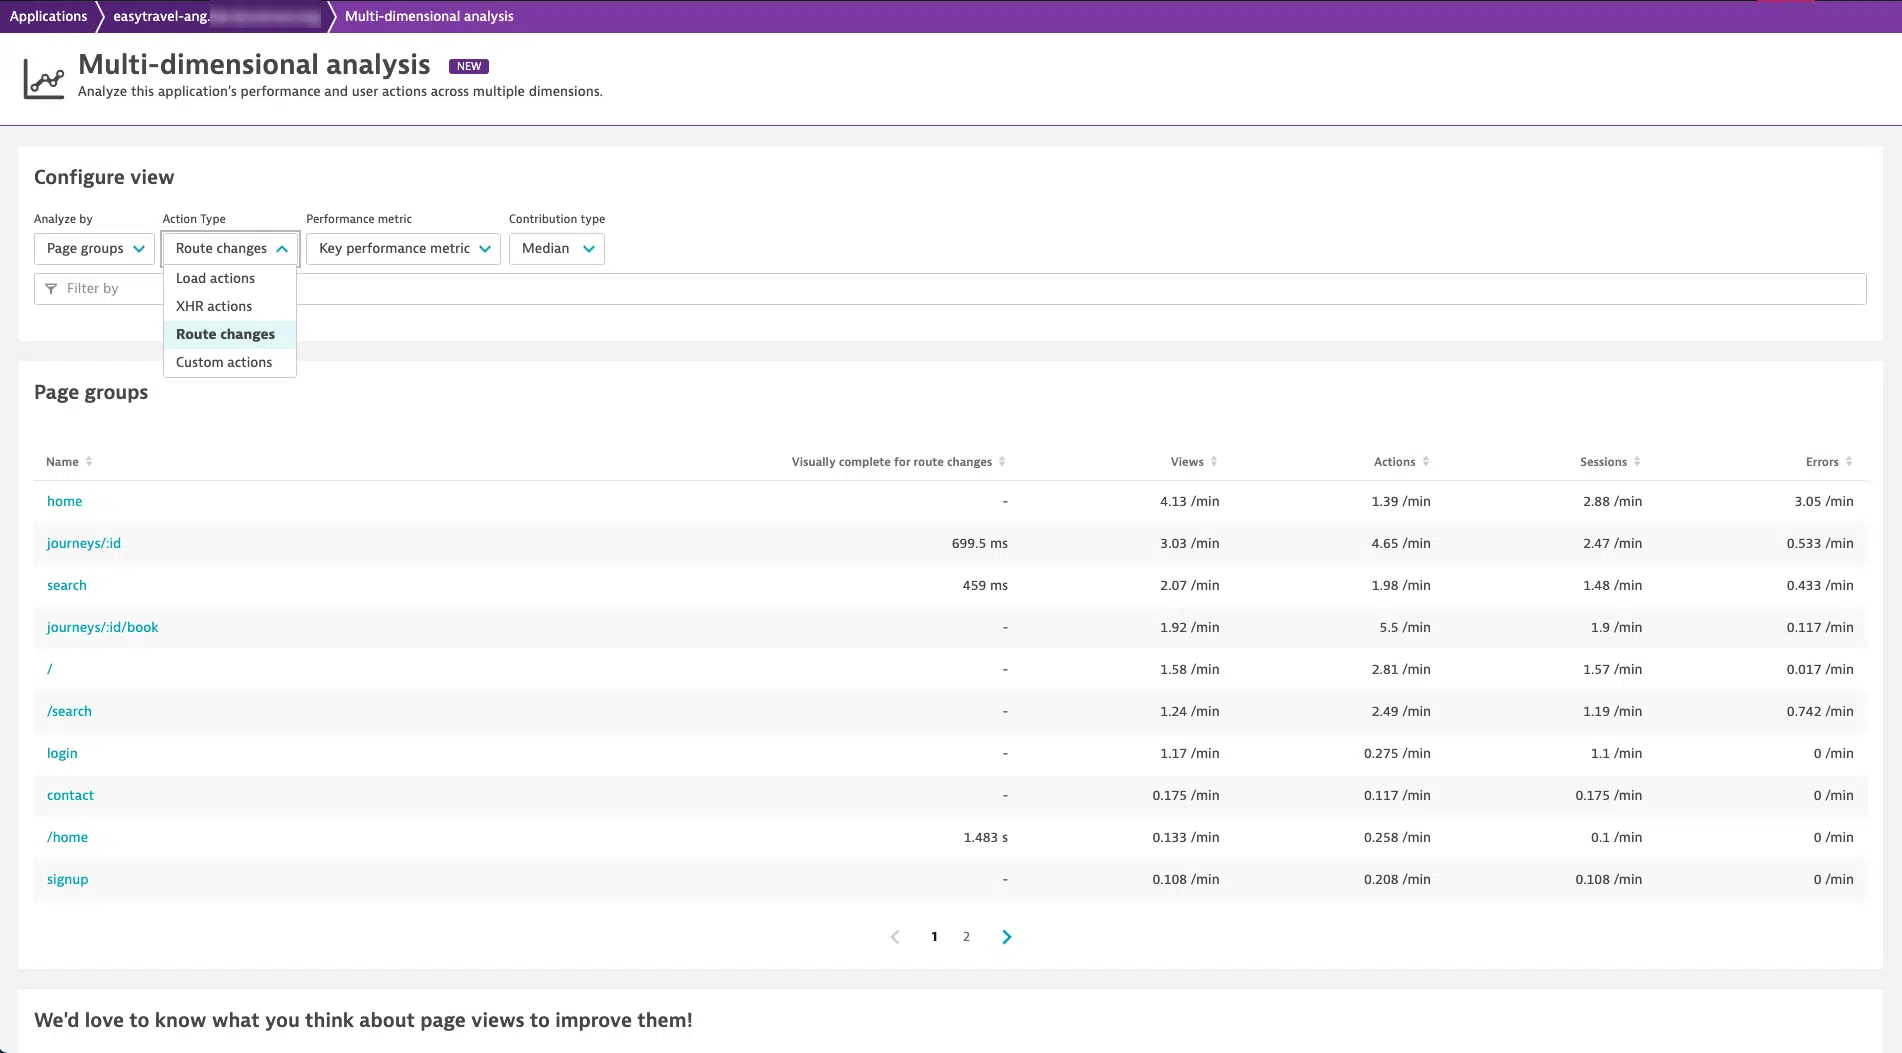 Applications easytravel-ang. Multi-dimensional analysis
Multi-dimensional analysis NEW
Analyze this application's performance and user actions across multiple dimensions.
Configure view
Analyze by Action Type Performance metric Contribution type
Page groups Route changes Key performance metric Median
Filter by
Load actions
XHR actions
Route changes
Custom actions
Page groups
Name Visually complete for route changes Views Actions Sessions Errors
home - 4.13 /min 1.39 /min 2.88 /min 3.05 /min
journeys/:id 699.5 ms 3.03 /min 4.65 /min 2.47 /min 0.533 /min
search 459 ms 2.07 /min 1.98 /min 1.48 /min 0.433 /min
journeys/:id/book - 1.92 /min 5.5 /min 1.9 /min 0.117 /min
/ - 1.58 /min 2.81 /min 1.57 /min 0.017 /min
/search - 1.24 /min 2.49 /min 1.19 /min 0.742 /min
login - 1.17 /min 0.275 /min 1.1 /min 0 /min
contact - 0.175 /min 0.117 /min 0.175 /min 0 /min
/home 1.483 s 0.133 /min 0.258 /min 0.1 /min 0 /min
signup - 0.108 /min 0.208 /min 0.108 /min 0 /min
1 2
We'd love to know what you think about page views to improve them!